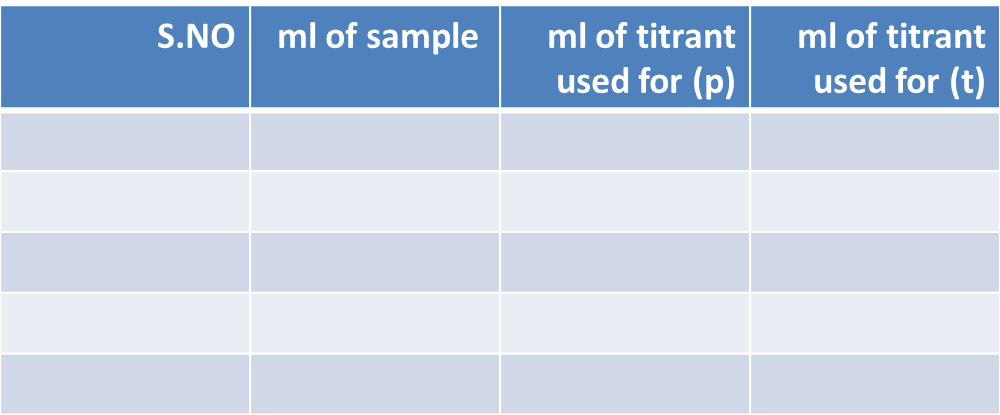 S.NO
ml of sample
ml of titrant
used for (p)
ml of titrant
used for (t)